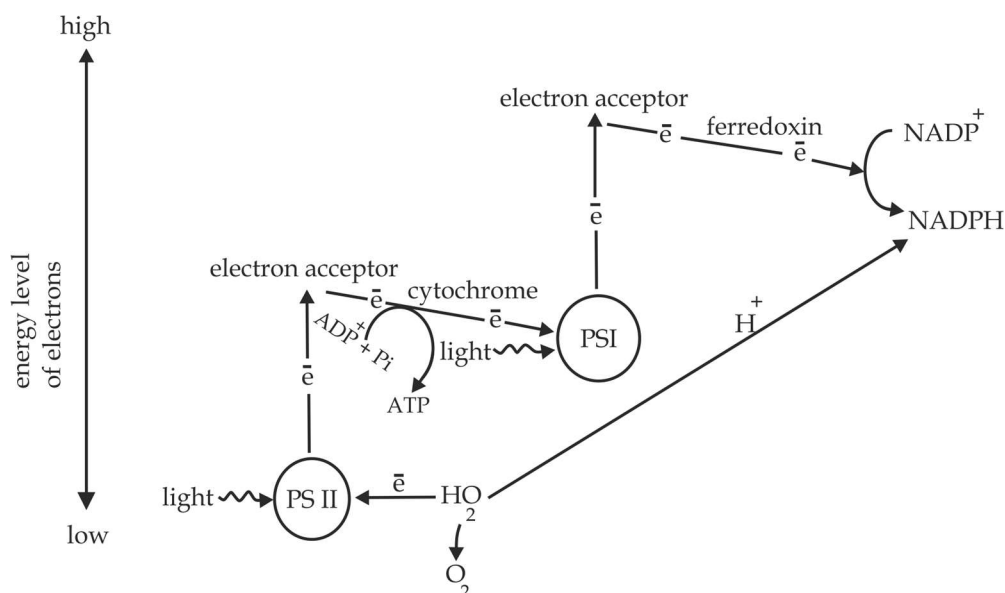 high
electron acceptor
ferredoxin
NADP+
ē
ē
ē
NADPH
energy level
of electrons
electron acceptor
cytochrome
ē
ē
ADP+ + Pi
H+
light
PSI
ē
ATP
light
PS II
ē
HO2
low
O2